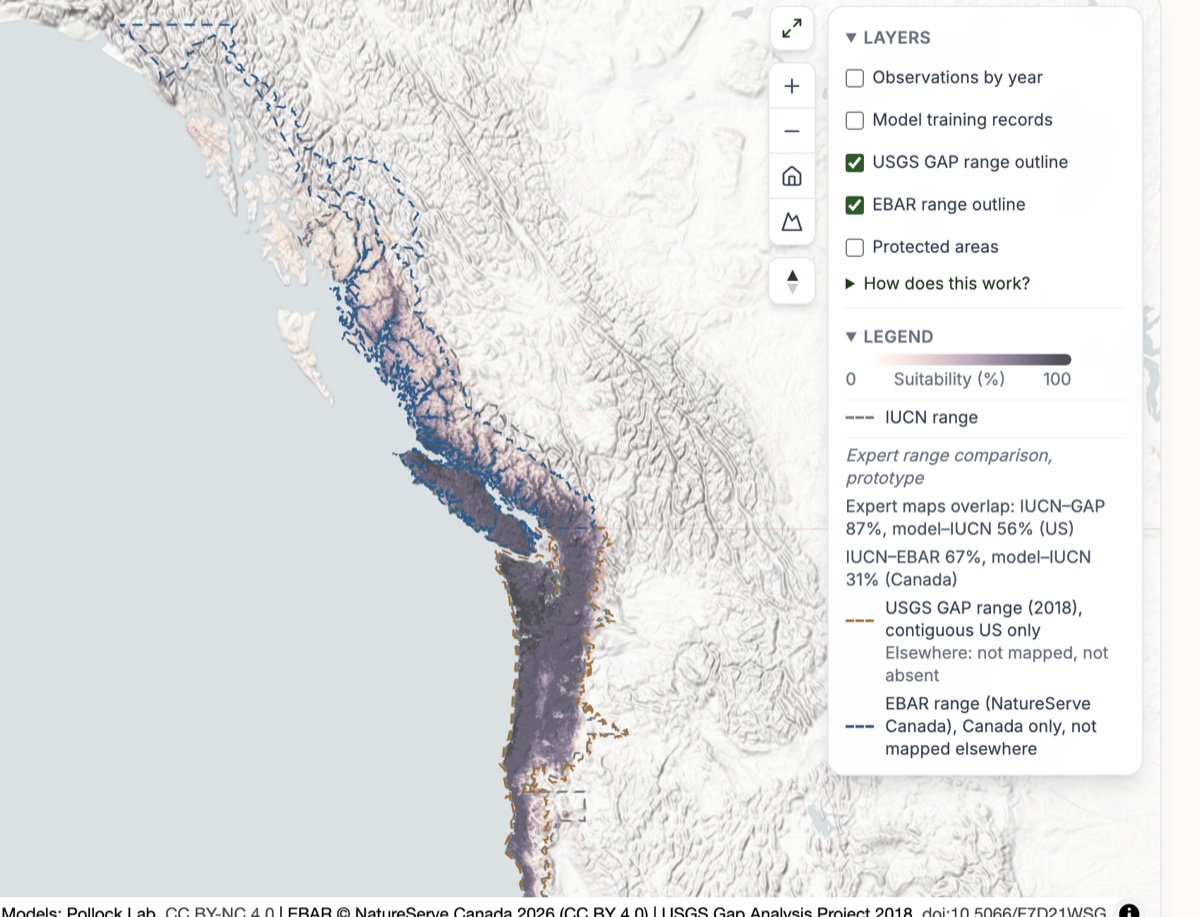 ▼ LAYERS
Observations by year
Model training records
USGS GAP range outline
EBAR range outline
Protected areas
▶ How does this work?
▼ LEGEND
0 Suitability (%) 100
IUCN range
Expert range comparison,
prototype
Expert maps overlap: IUCN–GAP
87%, model–IUCN 56% (US)
IUCN–EBAR 67%, model–IUCN
31% (Canada)
USGS GAP range (2018),
contiguous US only
Elsewhere: not mapped, not
absent
EBAR range (NatureServe
Canada), Canada only, not
mapped elsewhere
Models: Pollock Lab, CC BY-NC 4.0 | EBAR © NatureServe Canada 2026 (CC BY 4.0) | USGS Gap Analysis Project 2018, doi:10.5066/F7D21WSG